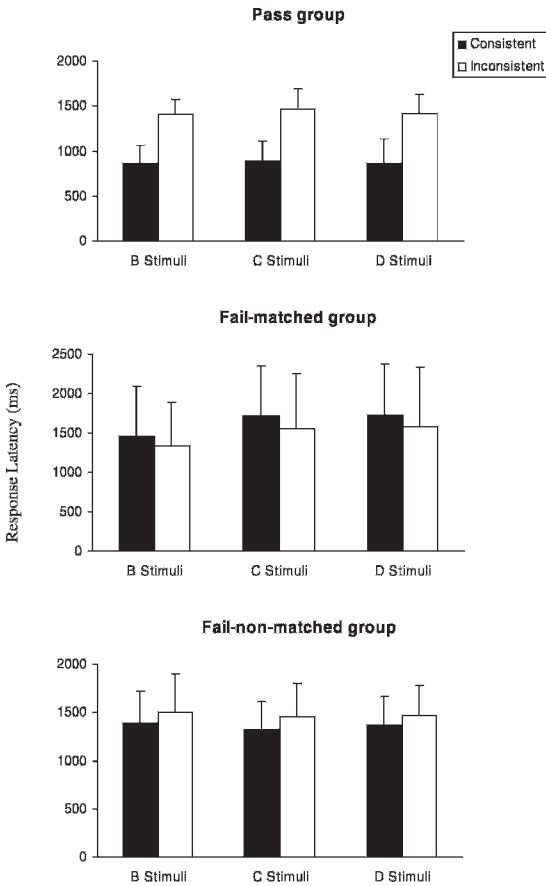 Pass group
Consistent
Inconsistent
2000
1500
1000
500
0
B Stimuli C Stimuli D Stimuli
Fail-matched group
Response Latency (ms)
2500
2000
1500
1000
500
0
B Stimuli C Stimuli D Stimuli
Fail-non-matched group
2000
1500
1000
500
0
B Stimuli C Stimuli D Stimuli